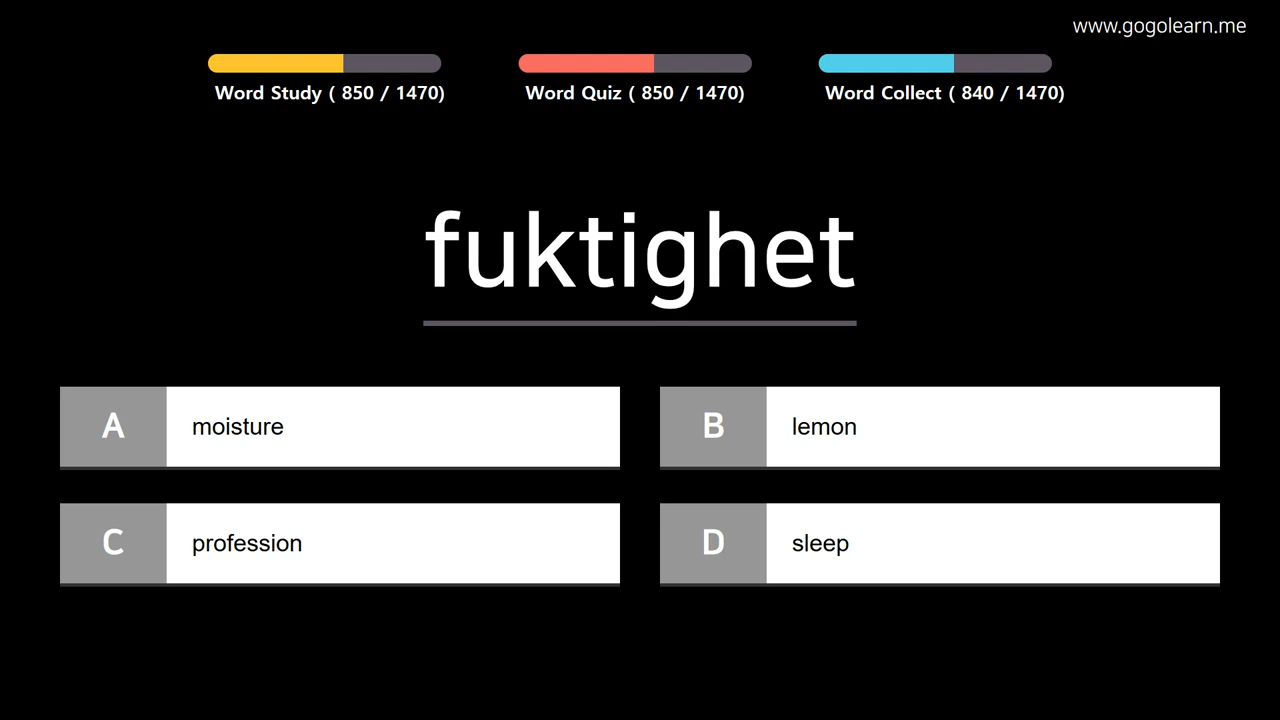 www.gogolearn.me
Word Study ( 850 / 1470)
Word Quiz ( 850 / 1470)
Word Collect ( 840 / 1470)
fuktighet
A moisture
B lemon
C profession
D sleep